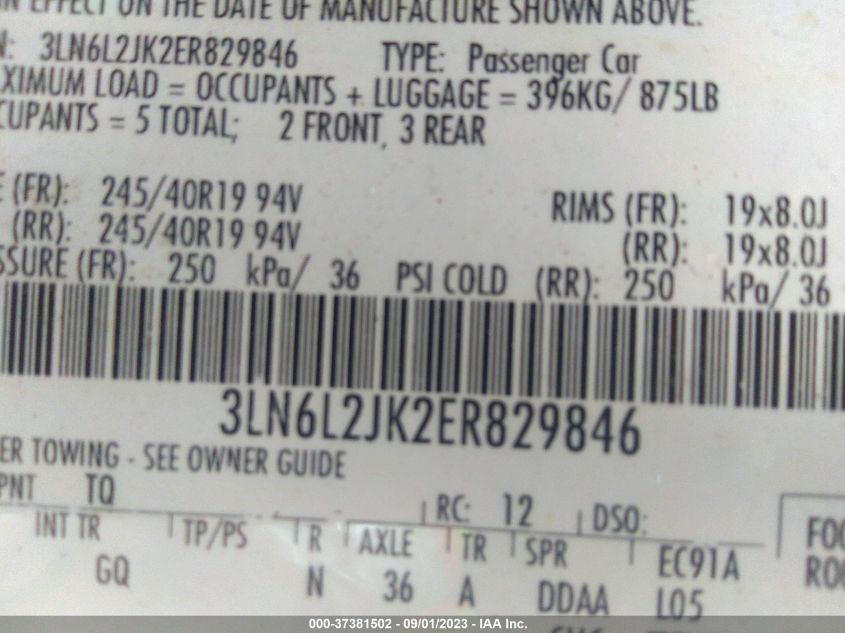 EFFECT ON THE DATE OF MANUFACTURE SHOWN ABOVE.
N: 3LN6L2JK2ER829846 TYPE: Passenger Car
XIMUM LOAD = OCCUPANTS + LUGGAGE = 396KG/ 875LB
CUPANTS = 5 TOTAL; 2 FRONT, 3 REAR
E (FR): 245/40R19 94V RIMS (FR): 19x8.0J
(RR): 245/40R19 94V (RR): 19x8.0J
SSURE (FR): 250 kPa/ 36 PSI COLD (RR): 250 kPa/ 36
3LN6L2JK2ER829846
ER TOWING - SEE OWNER GUIDE
PNT TQ RC: 12 DSO:
INT TR TP/PS R AXLE TR SPR EC91A
GQ N 36 A DDAA L05
FOC
ROC
000-37381502 - 09/01/2023 - IAA Inc.